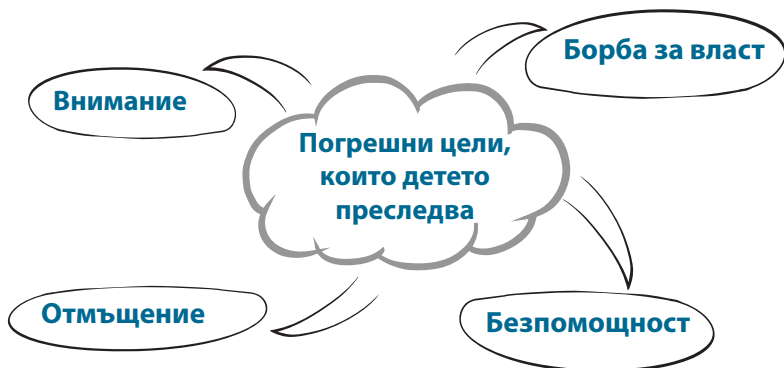 Борба за власт
Внимание
Погрешни цели,
които детето
преследва
Отмъщение
Безпомощност